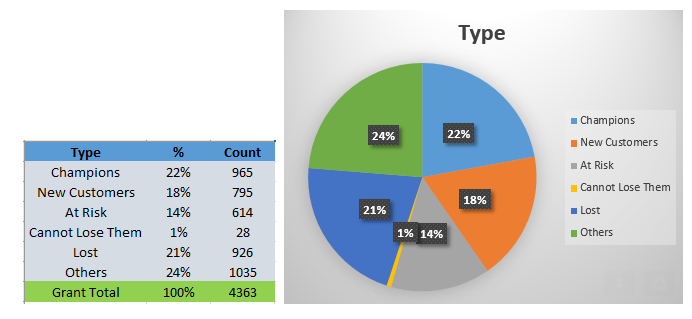 Type % Count
Champions 22% 965
New Customers 18% 795
At Risk 14% 614
Cannot Lose Them 1% 28
Lost 21% 926
Others 24% 1035
Grant Total 100% 4363
Type
24%
22%
21%
18%
1%
14%
Champions
New Customers
At Risk
Cannot Lose Them
Lost
Others